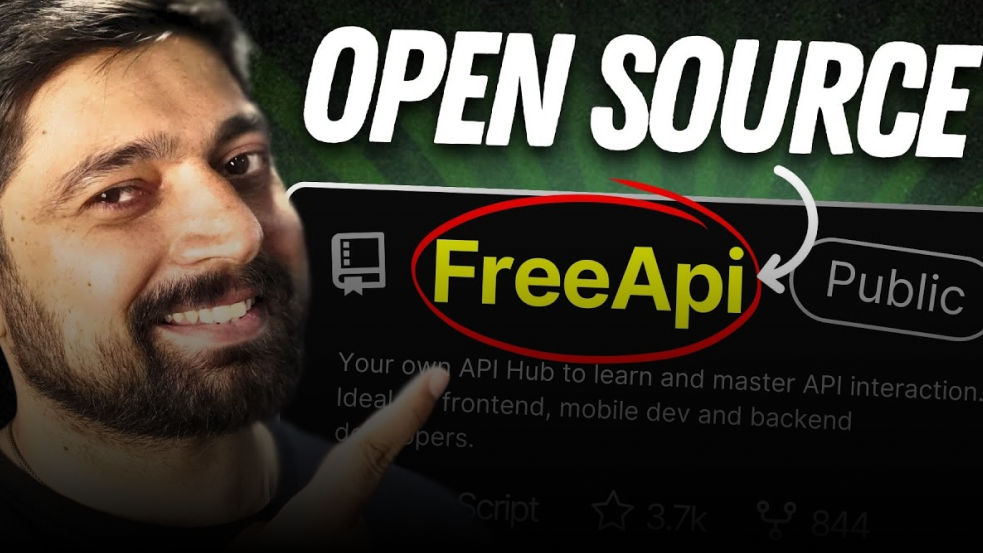 OPEN SOURCE
FreeApi
Public
Your own API Hub to learn and master API interaction.
Ideal frontend, mobile dev and backend
Script
3.7k
844